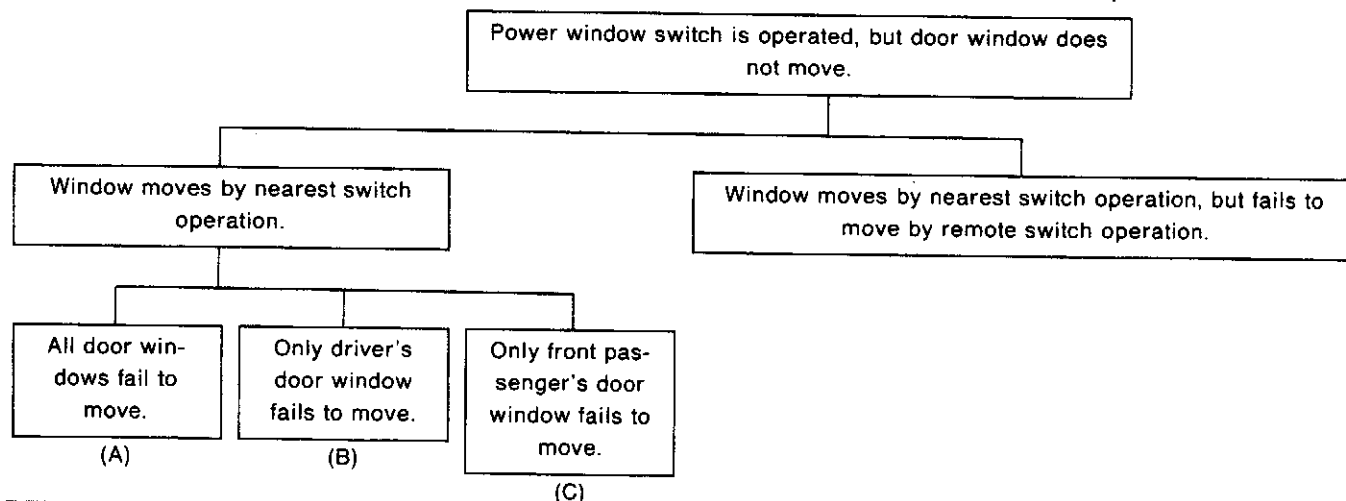 Power window switch is operated, but door window does
not move.
Window moves by nearest switch
operation.
Window moves by nearest switch operation, but fails to
move by remote switch operation.
All door win-
dows fail to
move.
(A)
Only driver's
door window
fails to move.
(B)
Only front pas-
senger's door
window fails to
move.
(C)